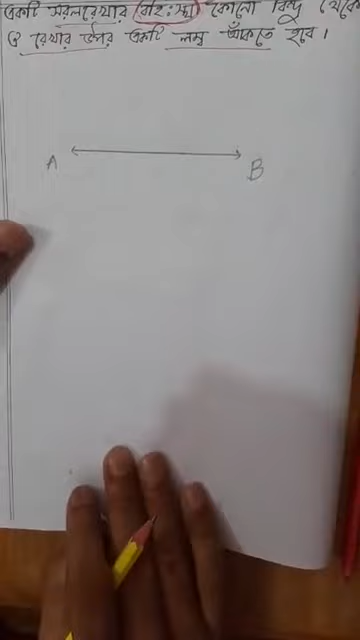 একটি সরলরেখার (বহিঃস্থ) কোনো বিন্দু থেকে
ঐ রেখার উপর একটি লম্ব আঁকতে হবে।
A B